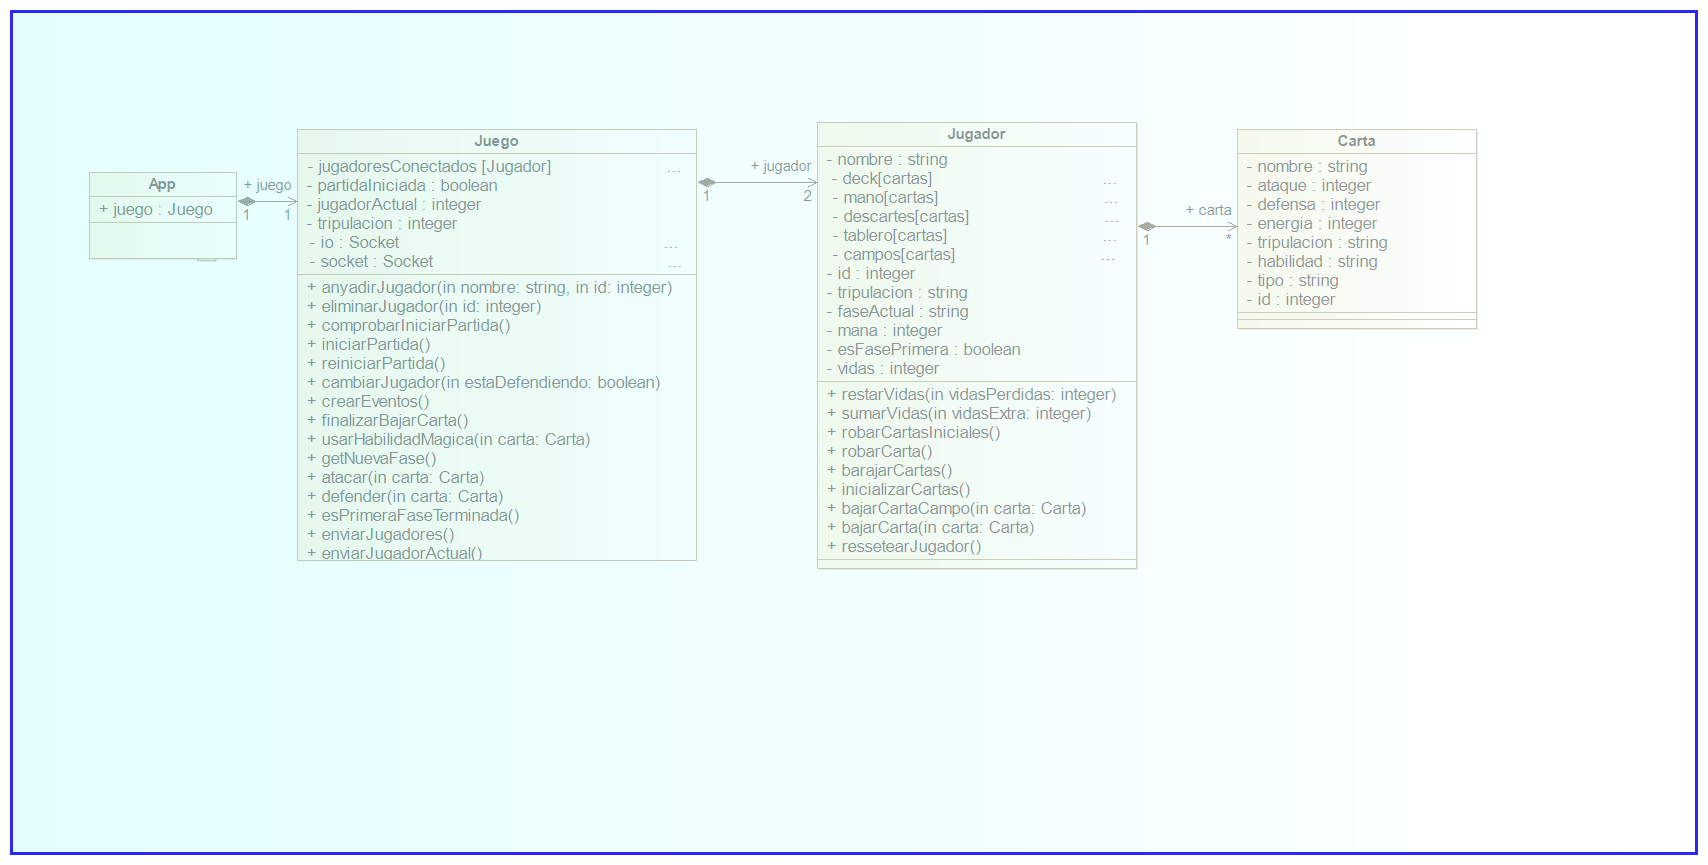 App
+ juego : Juego
+ juego
1
1
Juego
- jugadoresConectados [Jugador] ...
- partidaIniciada : boolean
- jugadorActual : integer
- tripulacion : integer
- io : Socket ...
- socket : Socket ...
+ anyadirJugador(in nombre: string, in id: integer)
+ eliminarJugador(in id: integer)
+ comprobarIniciarPartida()
+ iniciarPartida()
+ reiniciarPartida()
+ cambiarJugador(in estaDefendiendo: boolean)
+ crearEventos()
+ finalizarBajarCarta()
+ usarHabilidadMagica(in carta: Carta)
+ getNuevaFase()
+ atacar(in carta: Carta)
+ defender(in carta: Carta)
+ esPrimeraFaseTerminada()
+ enviarJugadores()
+ enviarJugadorActual()
+ jugador
1
2
Jugador
- nombre : string
- deck[cartas] ...
- mano[cartas] ...
- descartes[cartas] ...
- tablero[cartas] ...
- campos[cartas] ...
- id : integer
- tripulacion : string
- faseActual : string
- mana : integer
- esFasePrimera : boolean
- vidas : integer
+ restarVidas(in vidasPerdidas: integer)
+ sumarVidas(in vidasExtra: integer)
+ robarCartasIniciales()
+ robarCarta()
+ barajarCartas()
+ inicializarCartas()
+ bajarCartaCampo(in carta: Carta)
+ bajarCarta(in carta: Carta)
+ ressetearJugador()
+ carta
1
*
Carta
- nombre : string
- ataque : integer
- defensa : integer
- energia : integer
- tripulacion : string
- habilidad : string
- tipo : string
- id : integer